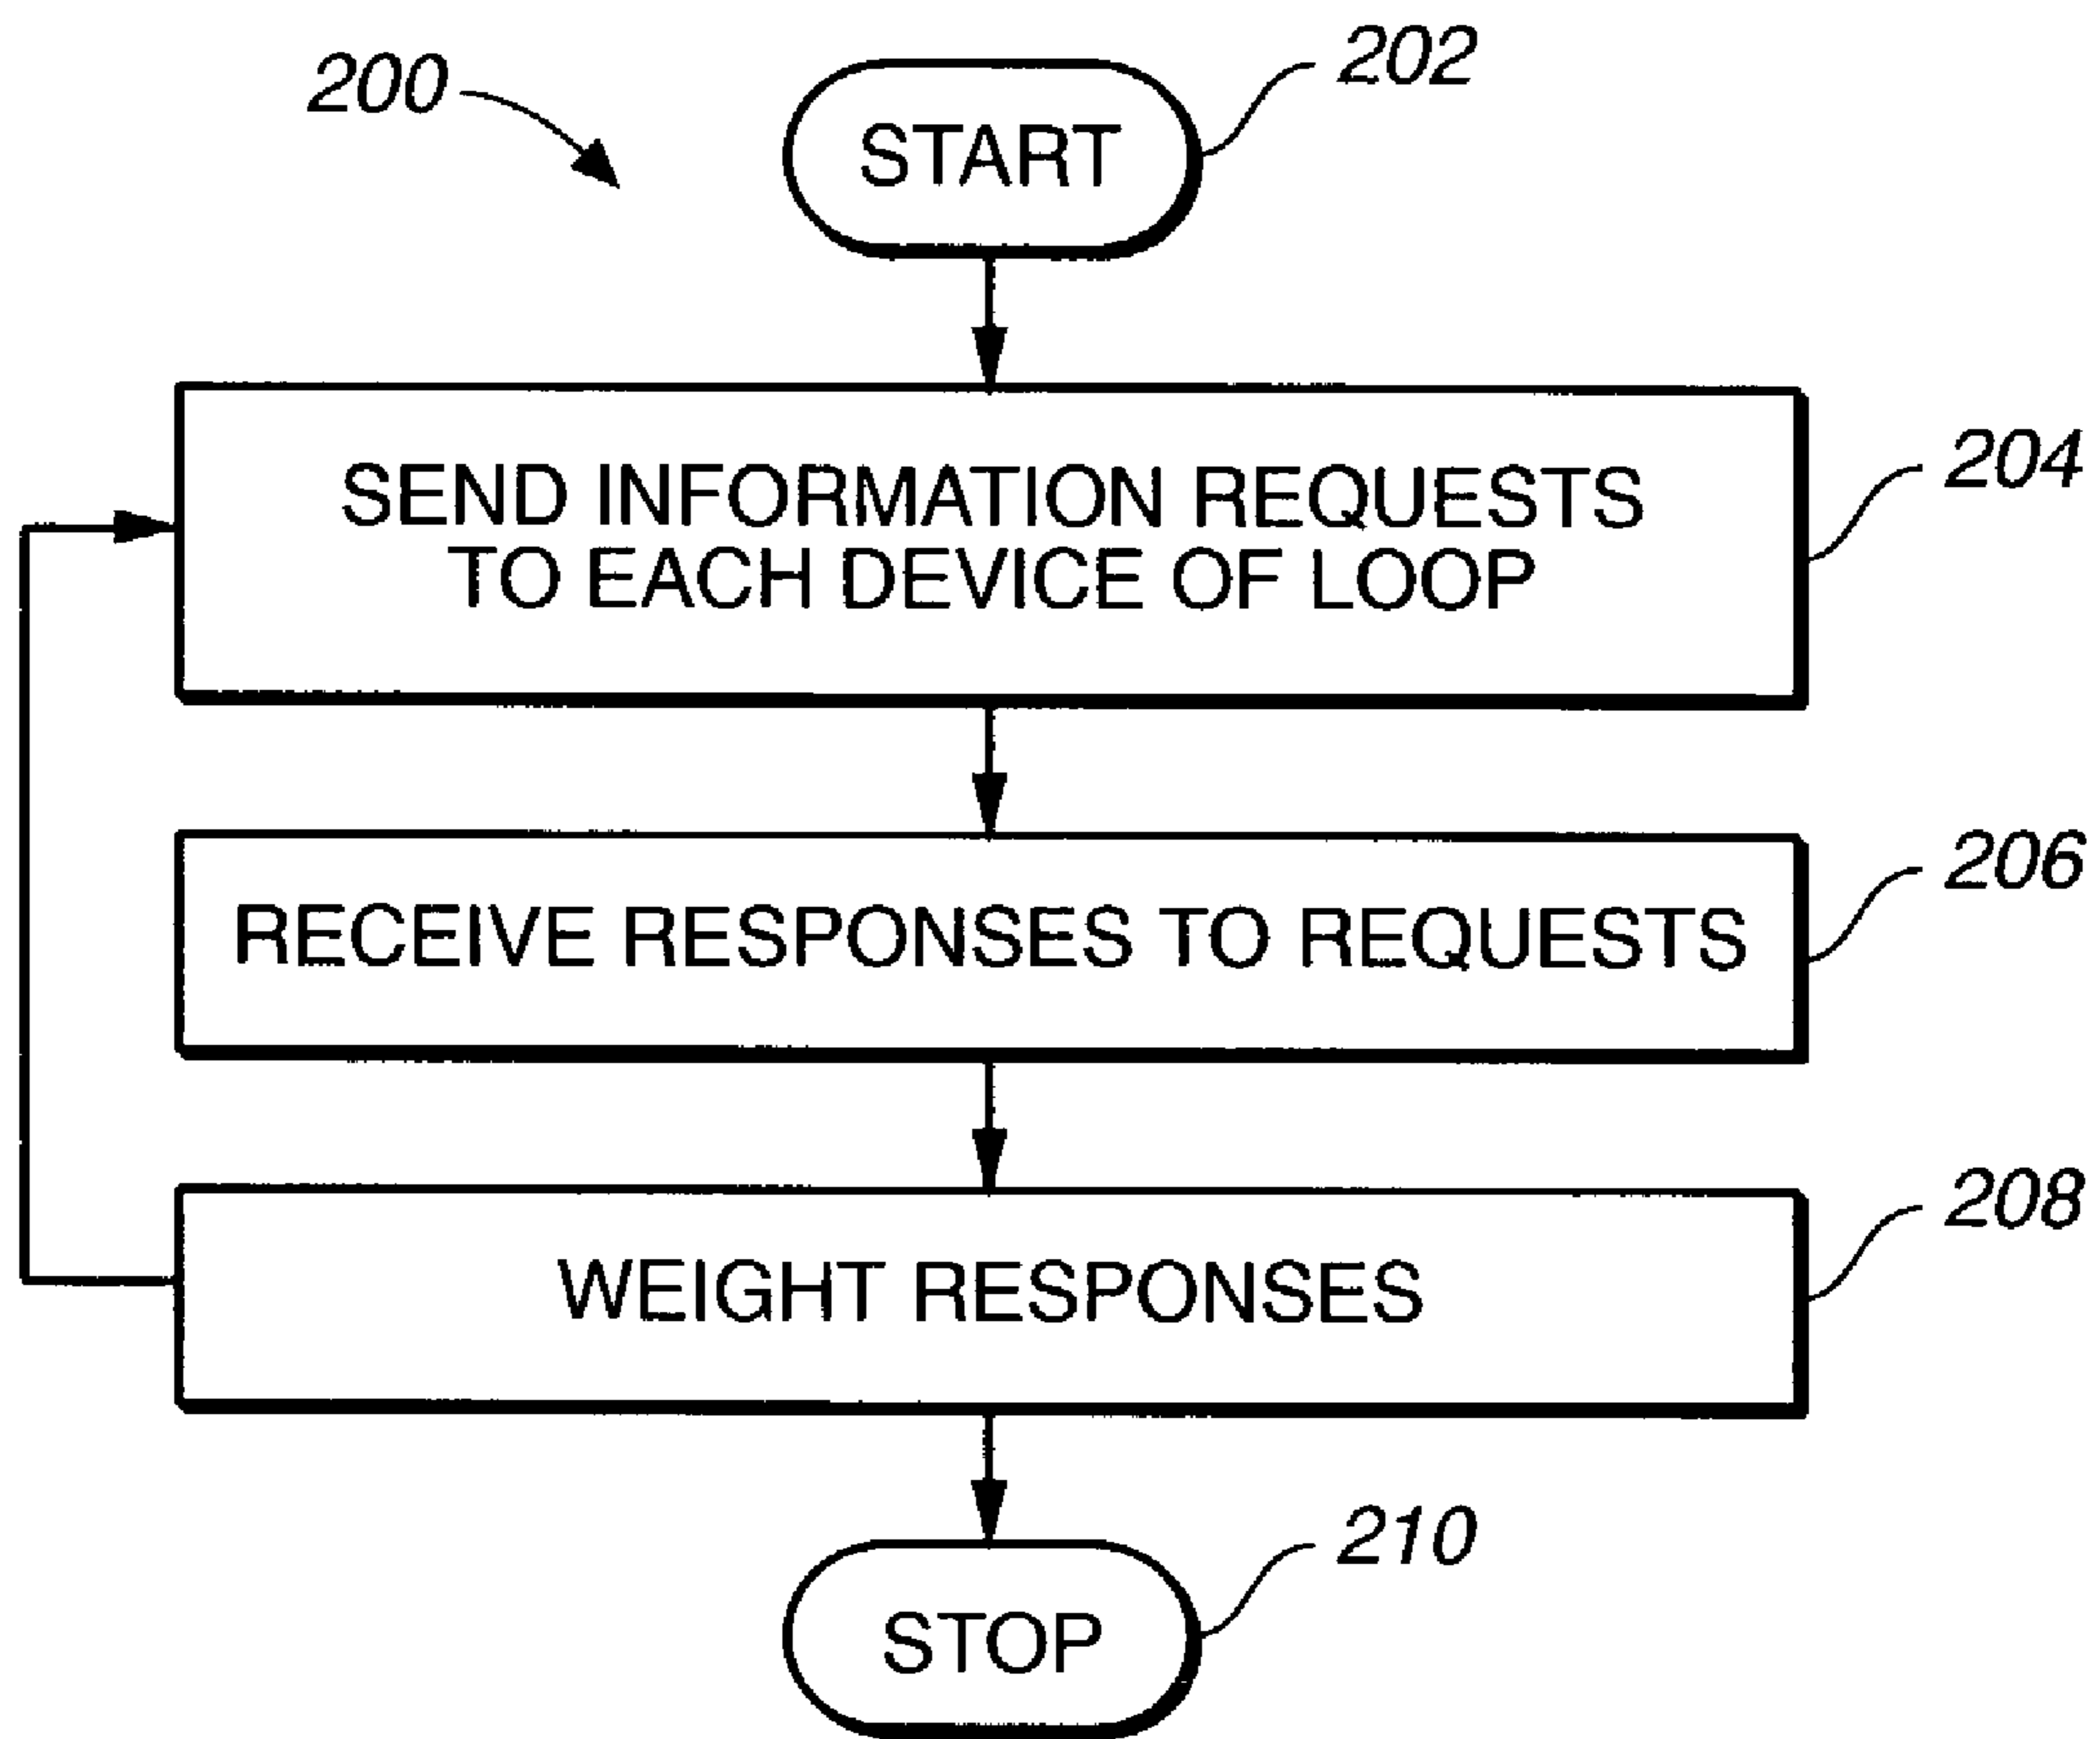 200
START
202
SEND INFORMATION REQUESTS
TO EACH DEVICE OF LOOP
204
RECEIVE RESPONSES TO REQUESTS
206
WEIGHT RESPONSES
208
STOP
210